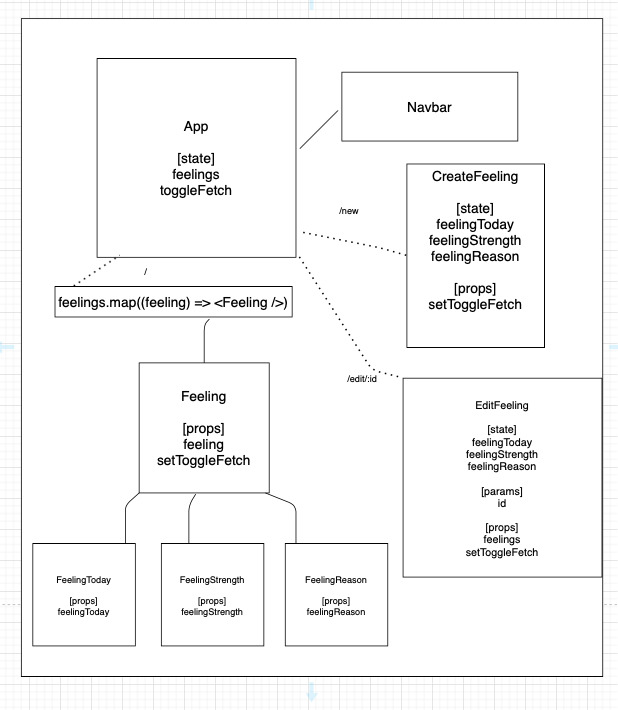 App
[state]
feelings
toggleFetch
Navbar
CreateFeeling
[state]
feelingToday
feelingStrength
feelingReason
[props]
setToggleFetch
/new
/
feelings.map((feeling) => <Feeling />)
/edit/:id
Feeling
[props]
feeling
setToggleFetch
EditFeeling
[state]
feelingToday
feelingStrength
feelingReason
[params]
id
[props]
feelings
setToggleFetch
FeelingToday
[props]
feelingToday
FeelingStrength
[props]
feelingStrength
FeelingReason
[props]
feelingReason